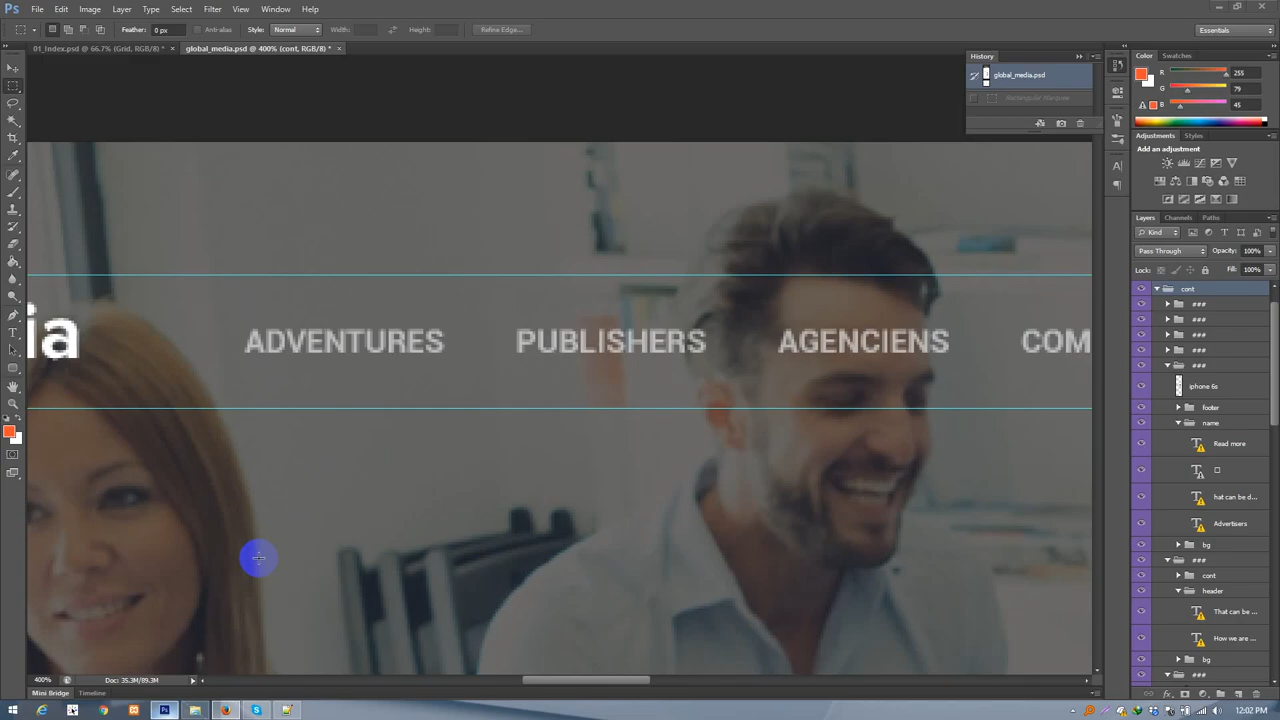 Ps File Edit Image Layer Type Select Filter View Window Help
Feather: 0 px Anti-alias Style: Normal Width: Height: Refine Edge... Essentials
01_Index.psd @ 66.7% (Grid, RGB/8) * × global_media.psd @ 400% (cont, RGB/8) * ×
History
global_media.psd
Rectangular Marquee
Color Swatches
R 255
G 79
B 45
Adjustments Styles
Add an adjustment
Layers Channels Paths
Kind
Pass Through Opacity: 100%
Lock: Fill: 100%
cont
###
###
###
###
###
iphone 6s
footer
name
Read more
hat can be d...
Advertisers
bg
###
cont
header
That can be ...
How we are ...
bg
###
ia ADVENTURES PUBLISHERS AGENCIENS COM
400% Doc: 35.3M/89.3M
Mini Bridge Timeline
12:02 PM